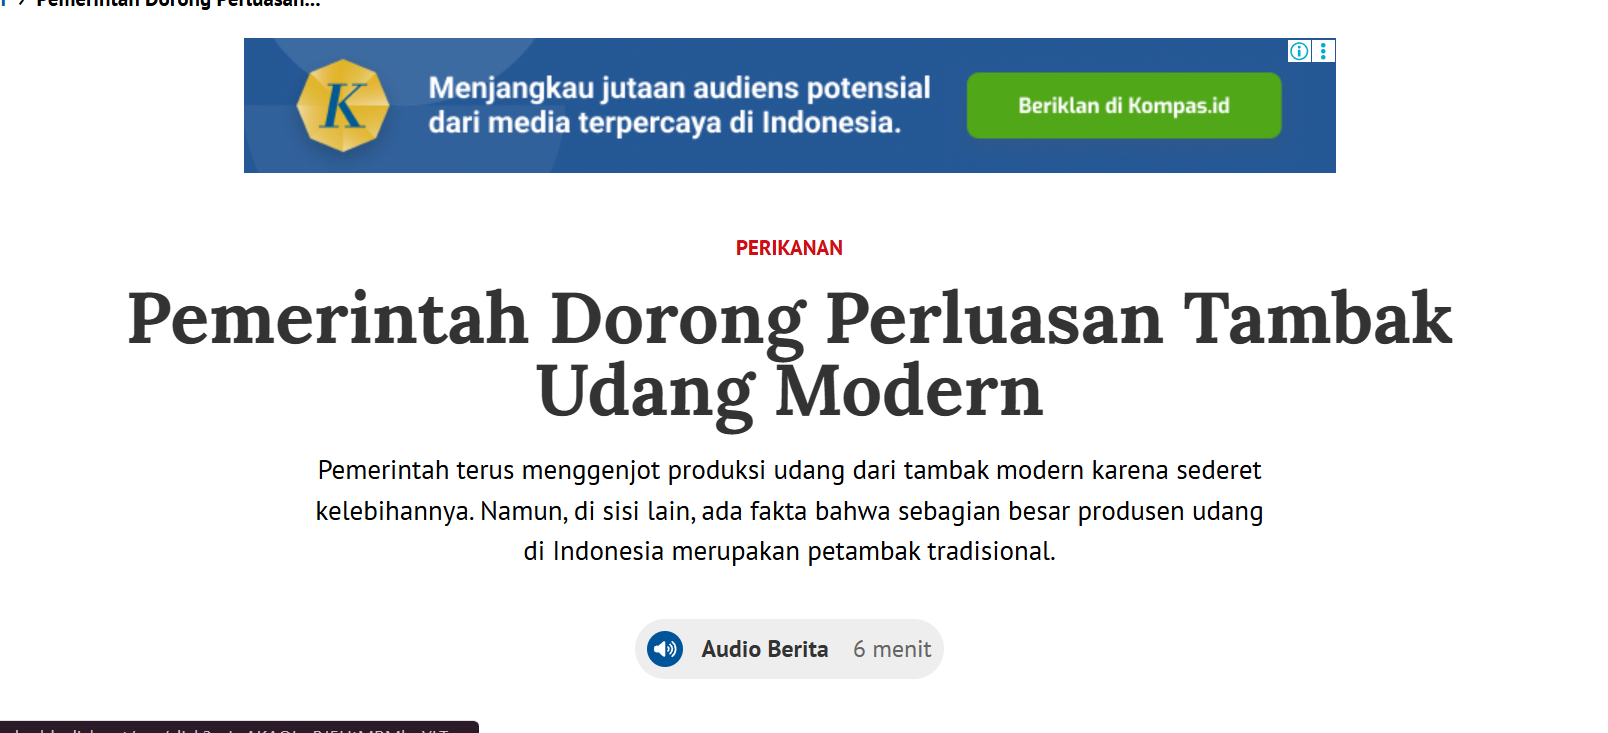 Pemerintah Dorong Perluasan...
K
Menjangkau jutaan audiens potensial
dari media terpercaya di Indonesia.
Beriklan di Kompas.id
PERIKANAN
Pemerintah Dorong Perluasan Tambak
Udang Modern
Pemerintah terus menggenjot produksi udang dari tambak modern karena sederet
kelebihannya. Namun, di sisi lain, ada fakta bahwa sebagian besar produsen udang
di Indonesia merupakan petambak tradisional.
Audio Berita 6 menit